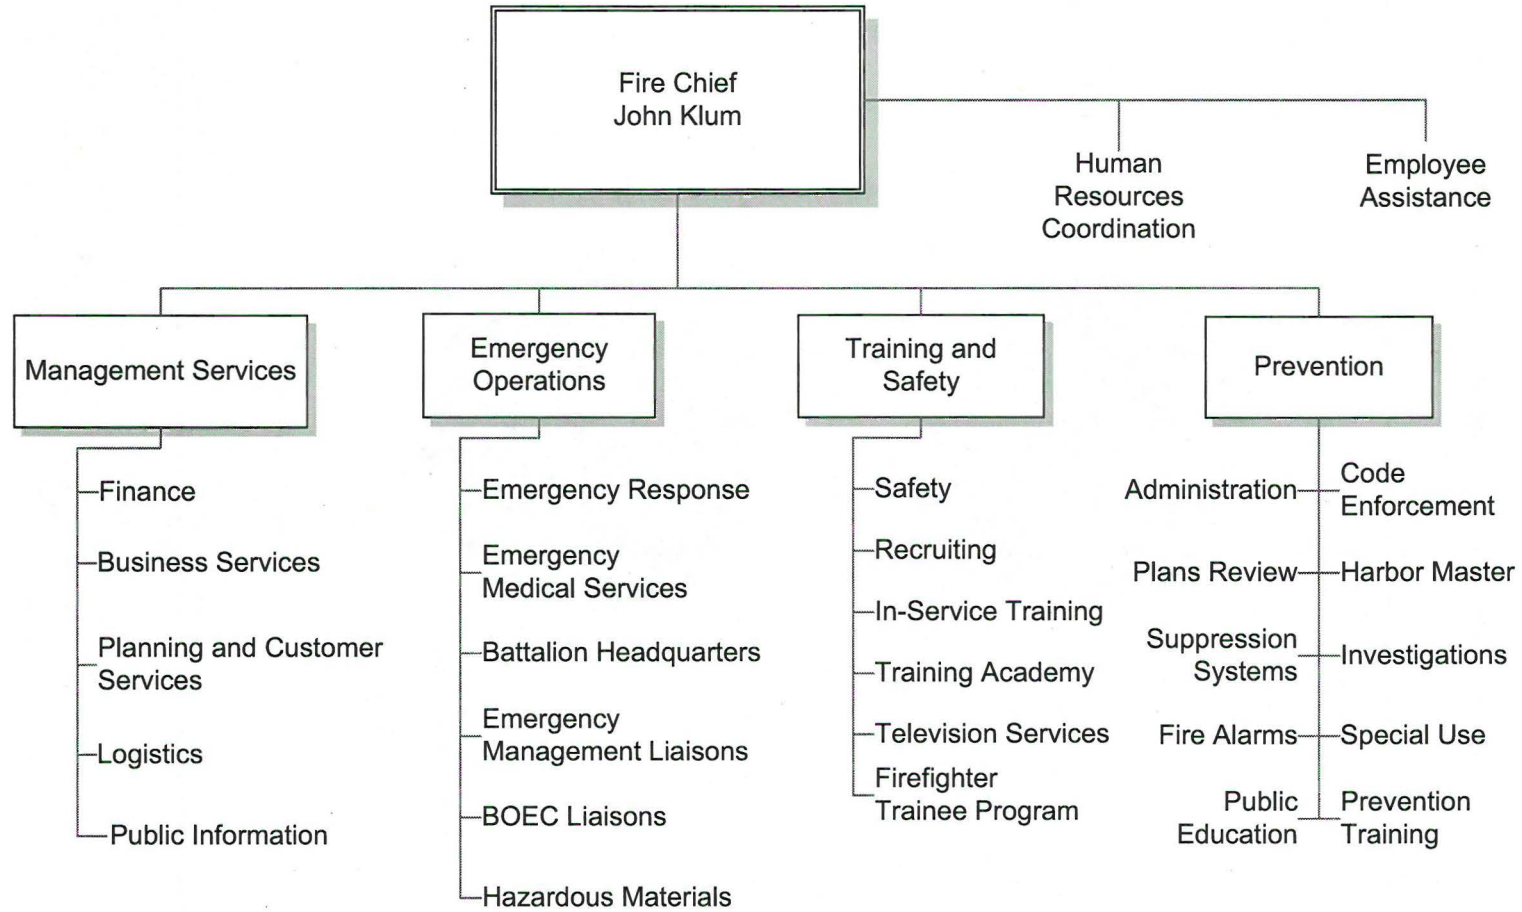 Fire Chief
John Klum
Human
Resources
Coordination
Employee
Assistance
Management Services
Finance
Business Services
Planning and Customer
Services
Logistics
Public Information
Emergency
Operations
Emergency Response
Emergency
Medical Services
Battalion Headquarters
Emergency
Management Liaisons
BOEC Liaisons
Hazardous Materials
Training and
Safety
Safety
Recruiting
In-Service Training
Training Academy
Television Services
Firefighter
Trainee Program
Prevention
Administration
Plans Review
Suppression
Systems
Fire Alarms
Public
Education
Code
Enforcement
Harbor Master
Investigations
Special Use
Prevention
Training